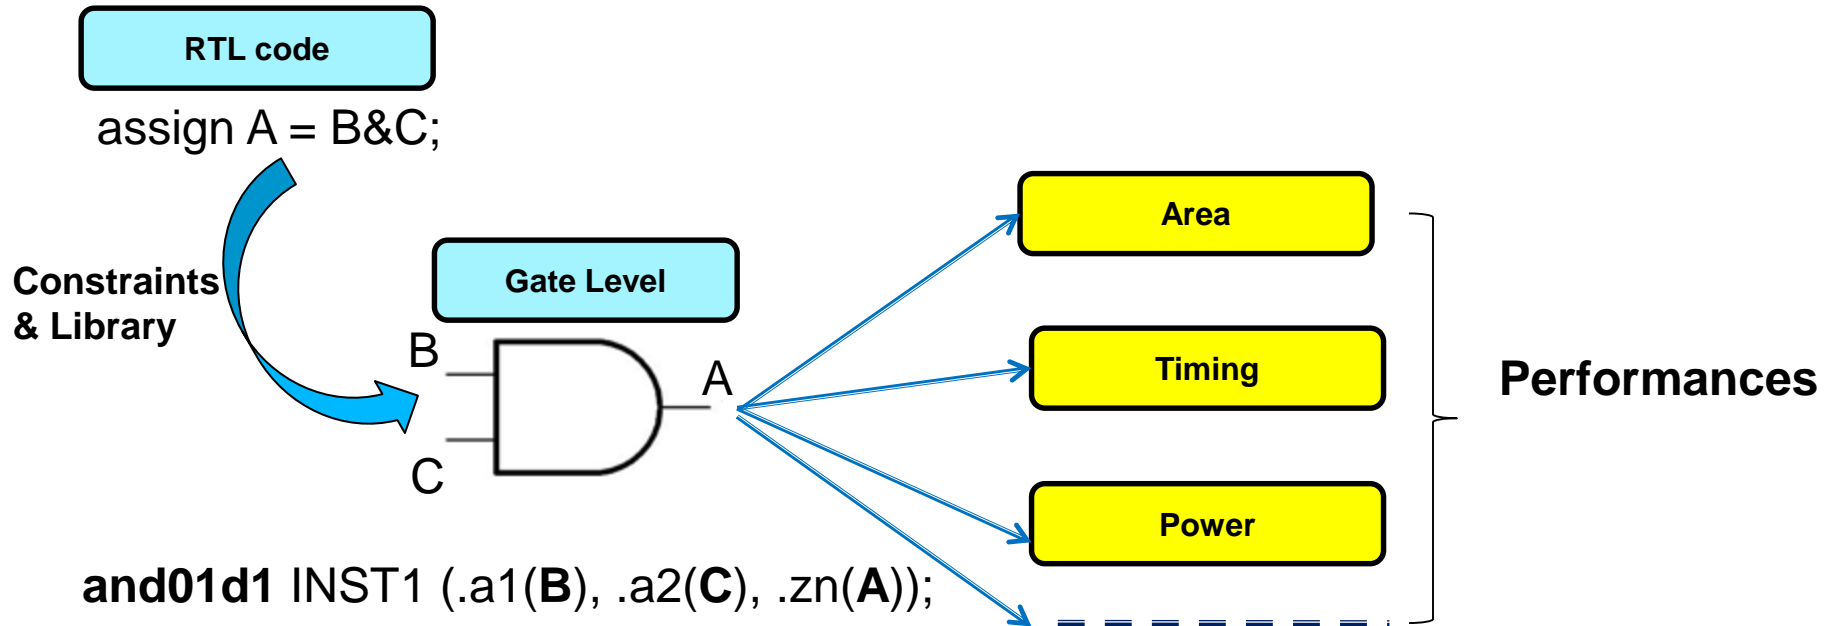 RTL code
assign A = B&C;
Constraints
& Library
Gate Level
B
A
C
and01d1 INST1 (.a1(B), .a2(C), .zn(A));
Area
Timing
Power
Performances